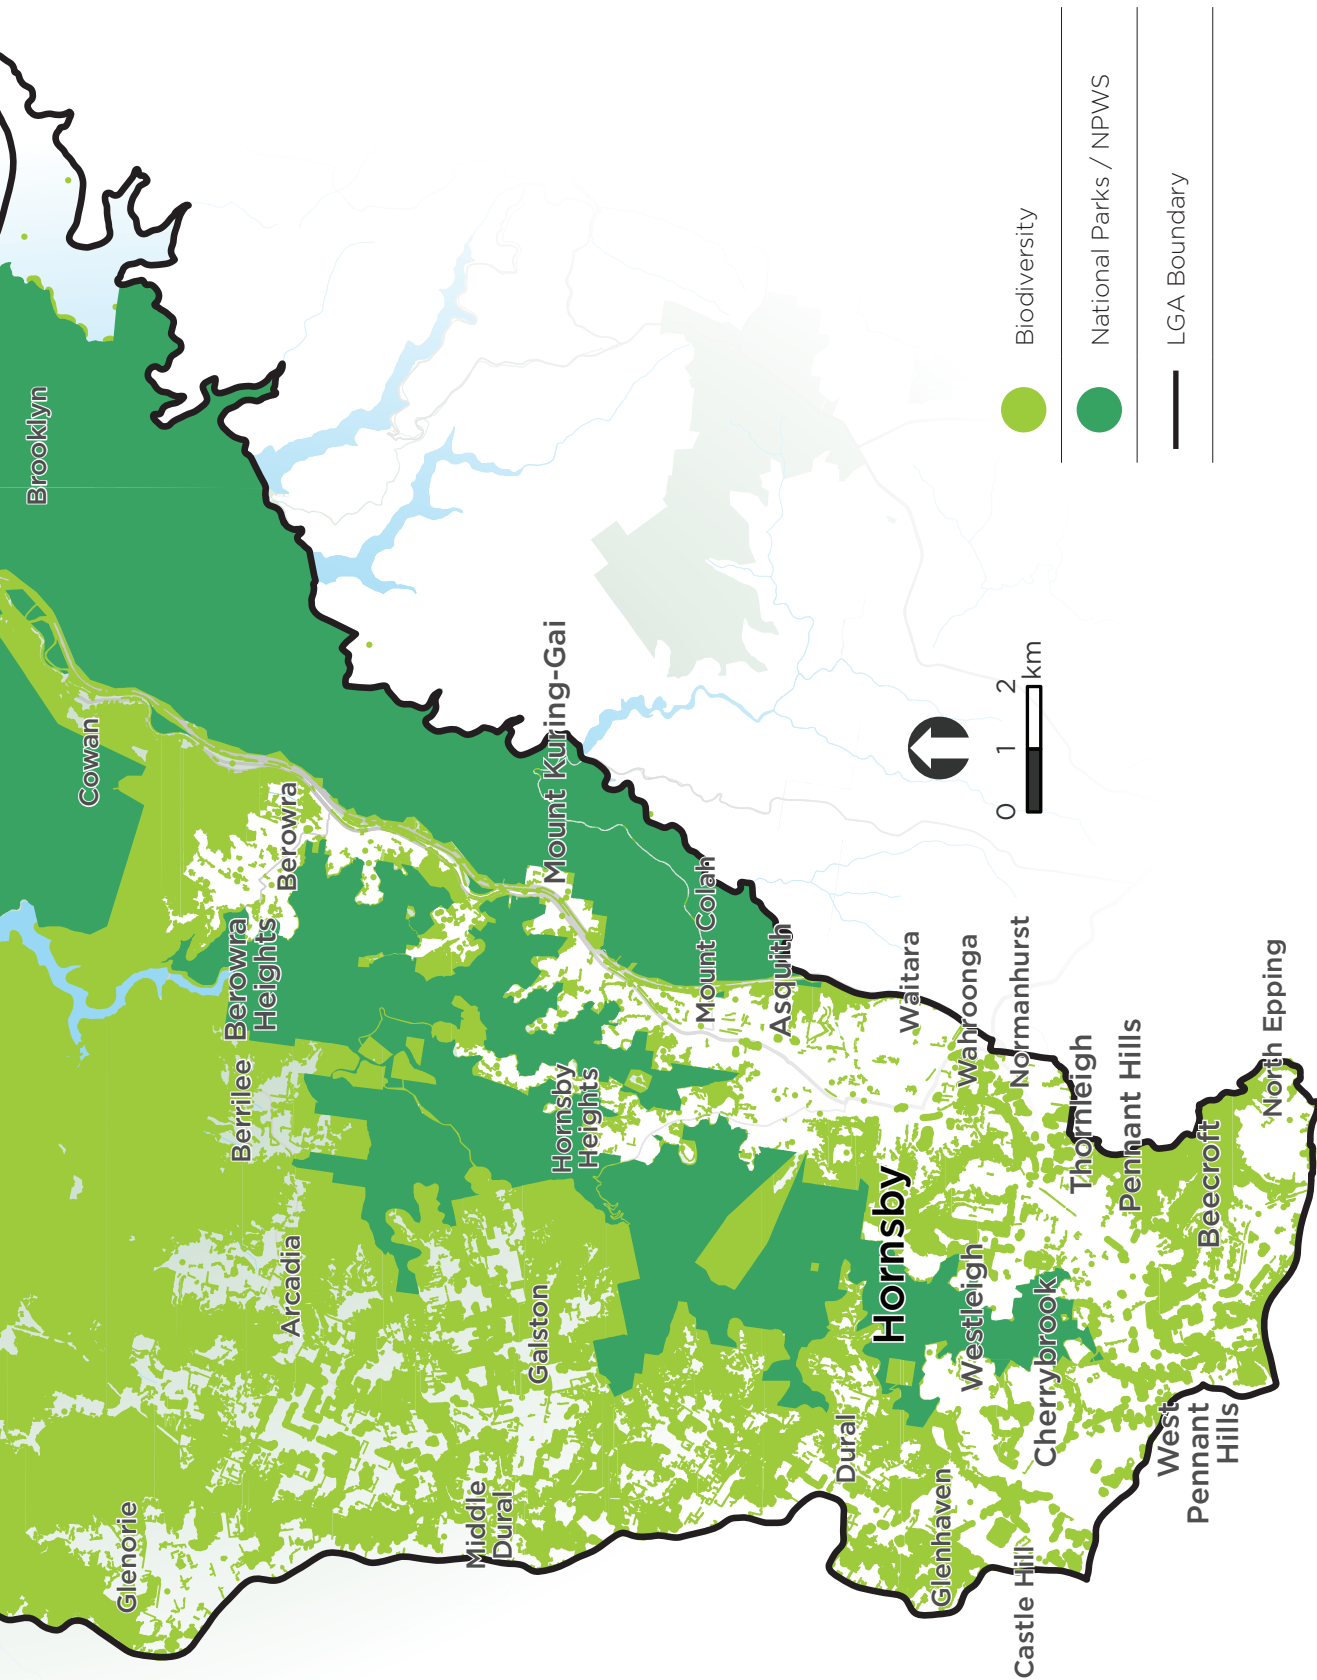 Brooklyn
Cowan
Berowra
Berowra
Heights
Berrilee
Arcadia
Glenorie
Mount Kuring-Gai
Hornsby
Heights
Galston
Middle
Dural
Mount Colah
Asquith
Waitara
Hornsby
Dural
Wahroonga
Westleigh
Glenhaven
Normanhurst
Cherrybrook
Castle Hill
Thornleigh
Pennant Hills
Beecroft
West
Pennant
Hills
North Epping
0 1 2
km
Biodiversity
National Parks / NPWS
LGA Boundary